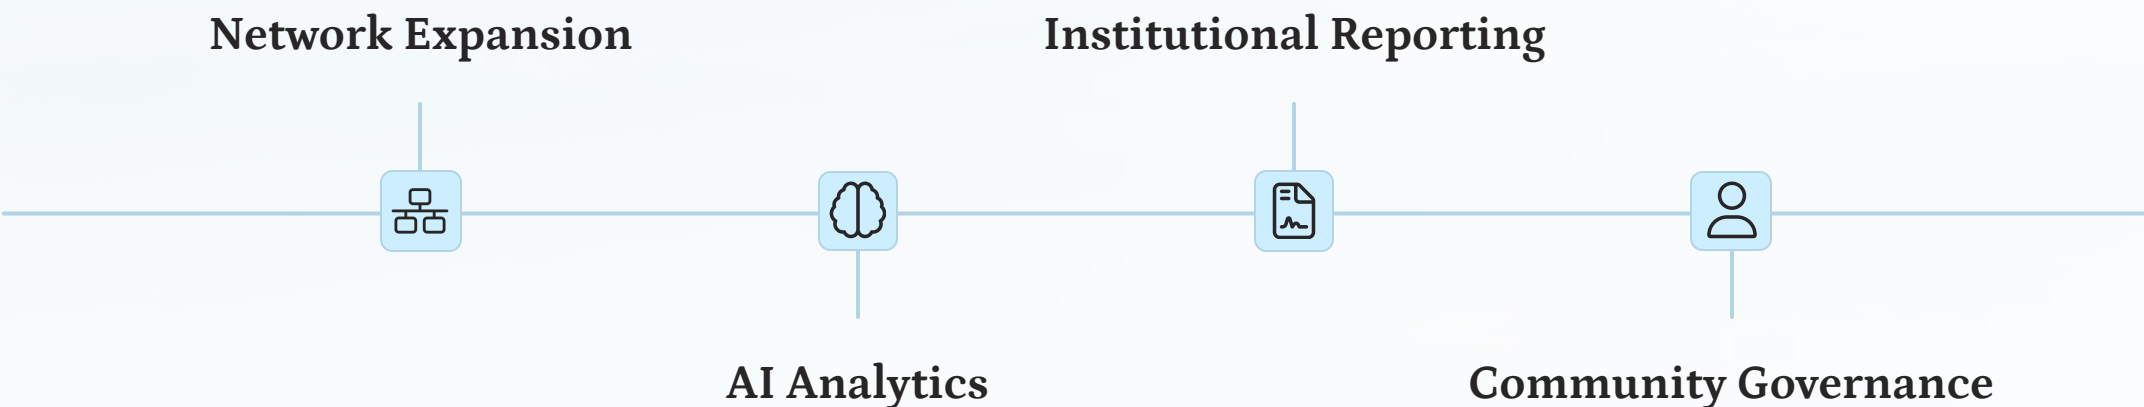 Network Expansion
AI Analytics
Institutional Reporting
Community Governance